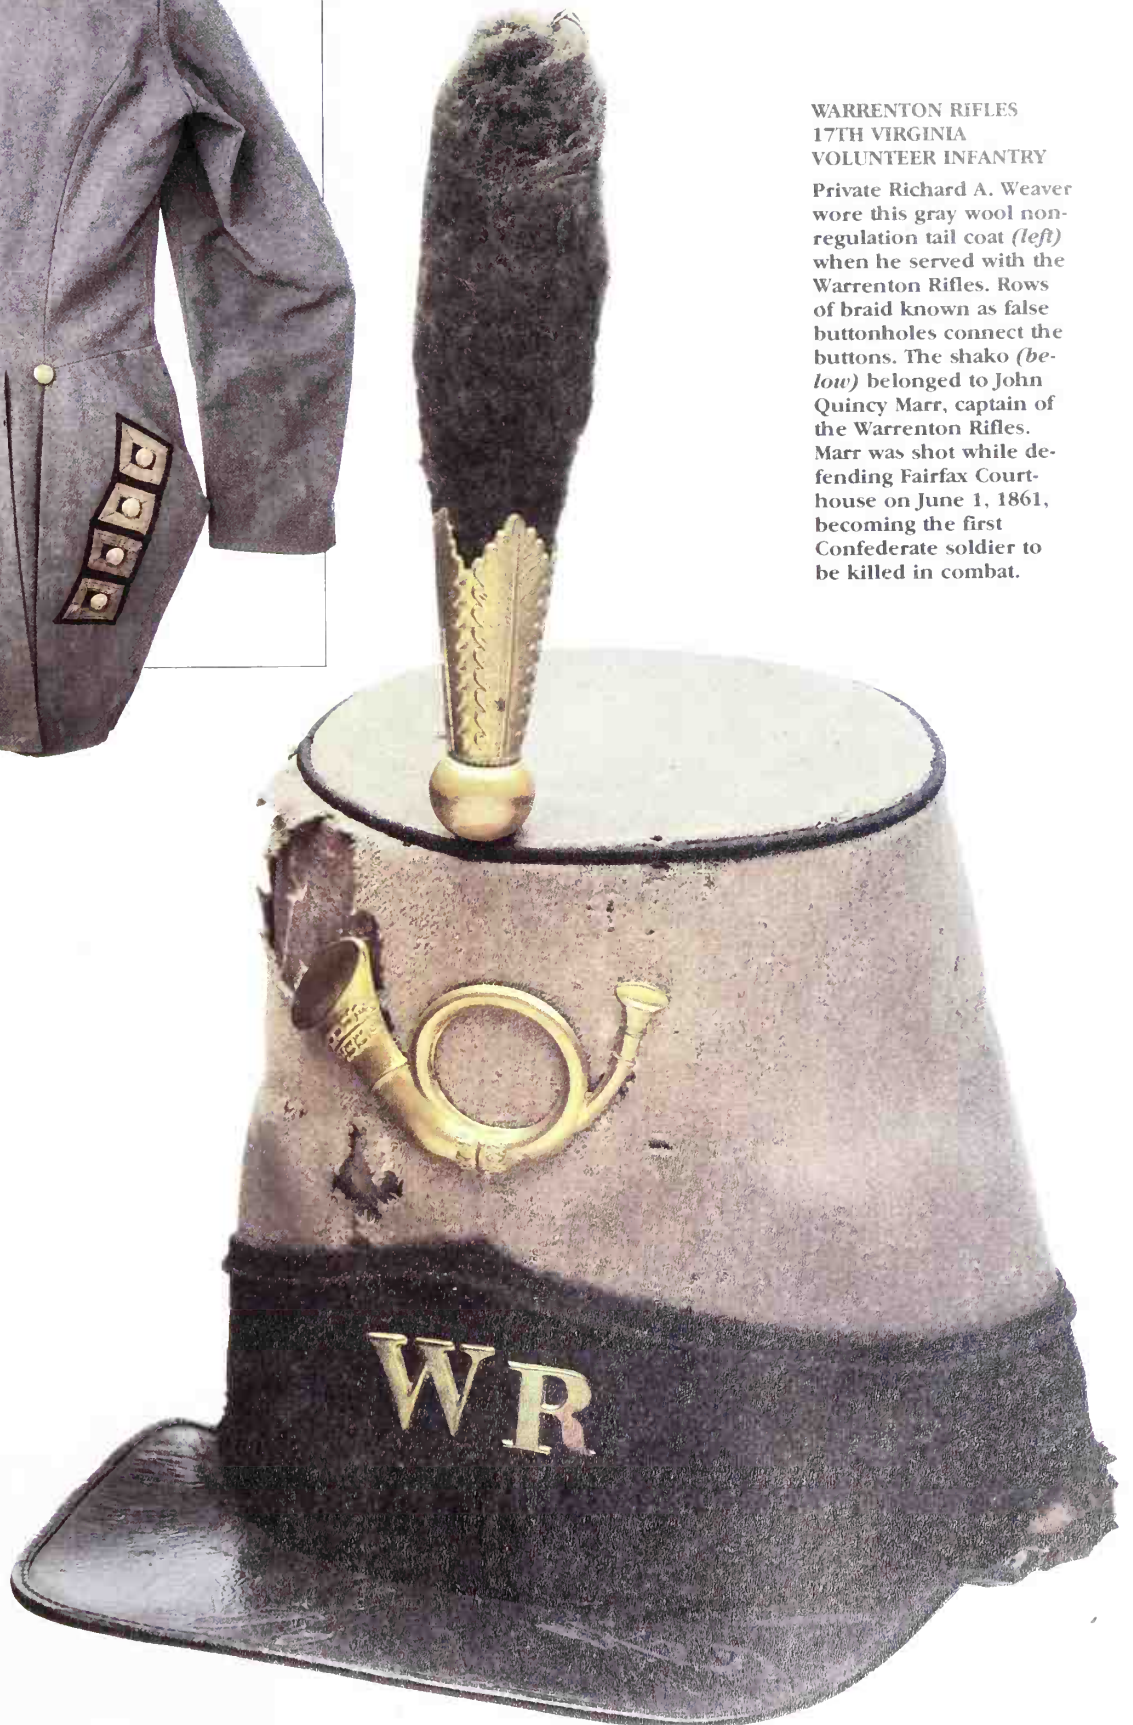 WARRENTON RIFLES
17TH VIRGINIA
VOLUNTEER INFANTRY
Private Richard A. Weaver
wore this gray wool non-
regulation tail coat (left)
when he served with the
Warrenton Rifles. Rows
of braid known as false
buttonholes connect the
buttons. The shako (be-
low) belonged to John
Quincy Marr, captain of
the Warrenton Rifles.
Marr was shot while de-
fending Fairfax Court-
house on June 1, 1861,
becoming the first
Confederate soldier to
be killed in combat.
WR